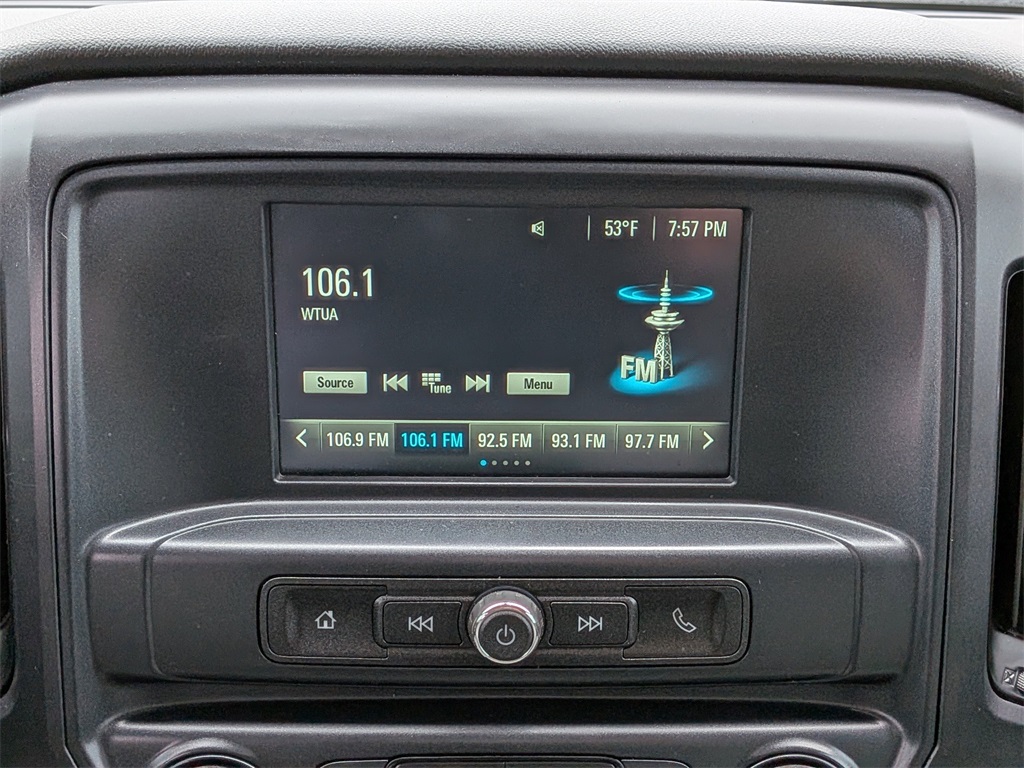 53°F 7:57 PM
106.1
WTUA
FM
Source Tune Menu
106.9 FM 106.1 FM 92.5 FM 93.1 FM 97.7 FM